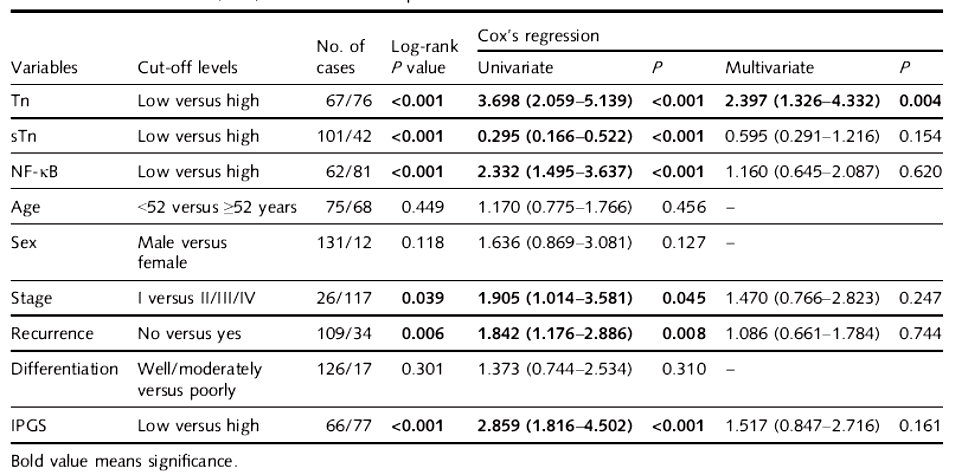 Cox's regression
No. of Log-rank
Variables Cut-off levels cases P value Univariate P Multivariate P
Tn Low versus high 67/76 <0.001 3.698 (2.059–5.139) <0.001 2.397 (1.326–4.332) 0.004
sTn Low versus high 101/42 <0.001 0.295 (0.166–0.522) <0.001 0.595 (0.291–1.216) 0.154
NF-κB Low versus high 62/81 <0.001 2.332 (1.495–3.637) <0.001 1.160 (0.645–2.087) 0.620
Age <52 versus ≥52 years 75/68 0.449 1.170 (0.775–1.766) 0.456 –
Sex Male versus 131/12 0.118 1.636 (0.869–3.081) 0.127 –
female
Stage I versus II/III/IV 26/117 0.039 1.905 (1.014–3.581) 0.045 1.470 (0.766–2.823) 0.247
Recurrence No versus yes 109/34 0.006 1.842 (1.176–2.886) 0.008 1.086 (0.661–1.784) 0.744
Differentiation Well/moderately 126/17 0.301 1.373 (0.744–2.534) 0.310 –
versus poorly
IPGS Low versus high 66/77 <0.001 2.859 (1.816–4.502) <0.001 1.517 (0.847–2.716) 0.161
Bold value means significance.